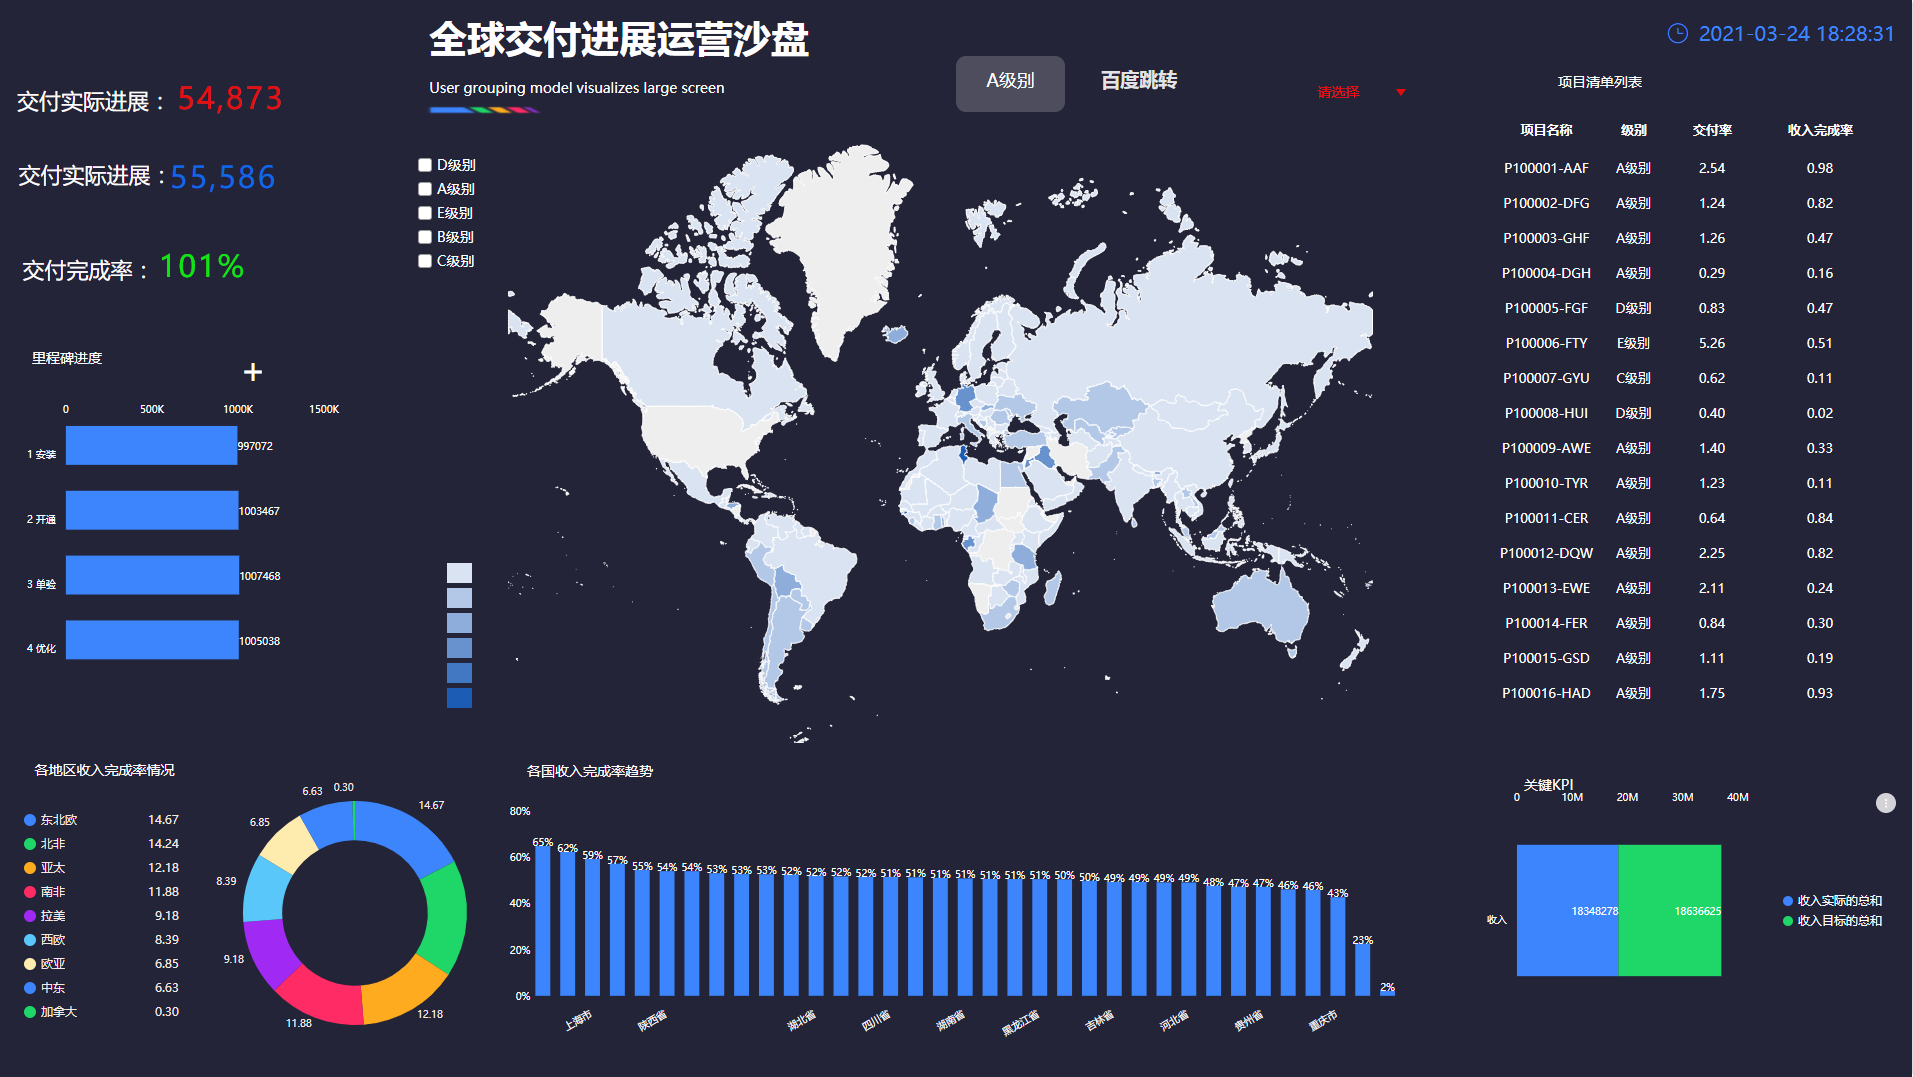 全球交付进展运营沙盘
User grouping model visualizes large screen
A级别
百度跳转
请选择
2021-03-24 18:28:31
交付实际进展： 54,873
交付实际进展： 55,586
交付完成率： 101%
里程碑进度
+
0 500K 1000K 1500K
1 安装 997072
2 开通 1003467
3 单验 1007468
4 优化 1005038
D级别
A级别
E级别
B级别
C级别
项目清单列表
项目名称 级别 交付率 收入完成率
P100001-AAF A级别 2.54 0.98
P100002-DFG A级别 1.24 0.82
P100003-GHF A级别 1.26 0.47
P100004-DGH A级别 0.29 0.16
P100005-FGF D级别 0.83 0.47
P100006-FTY E级别 5.26 0.51
P100007-GYU C级别 0.62 0.11
P100008-HUI D级别 0.40 0.02
P100009-AWE A级别 1.40 0.33
P100010-TYR A级别 1.23 0.11
P100011-CER A级别 0.64 0.84
P100012-DQW A级别 2.25 0.82
P100013-EWE A级别 2.11 0.24
P100014-FER A级别 0.84 0.30
P100015-GSD A级别 1.11 0.19
P100016-HAD A级别 1.75 0.93
各地区收入完成率情况
东北欧 14.67
北非 14.24
亚太 12.18
南非 11.88
拉美 9.18
西欧 8.39
欧亚 6.85
中东 6.63
加拿大 0.30
6.63 0.30 14.67
6.85
8.39
9.18
11.88 12.18
各国收入完成率趋势
80%
60%
40%
20%
0%
65% 62% 59% 57% 55% 54% 54% 53% 53% 53% 52% 52% 52% 52% 51% 51% 51% 51% 51% 51% 51% 50% 50% 49% 49% 49% 49% 48% 47% 47% 46% 46% 43% 23% 2%
上海市 陕西省 湖北省 四川省 湖南省 黑龙江省 吉林省 河北省 贵州省 重庆市
关键KPI
0 10M 20M 30M 40M
收入 18348278 18636625
收入实际的总和
收入目标的总和